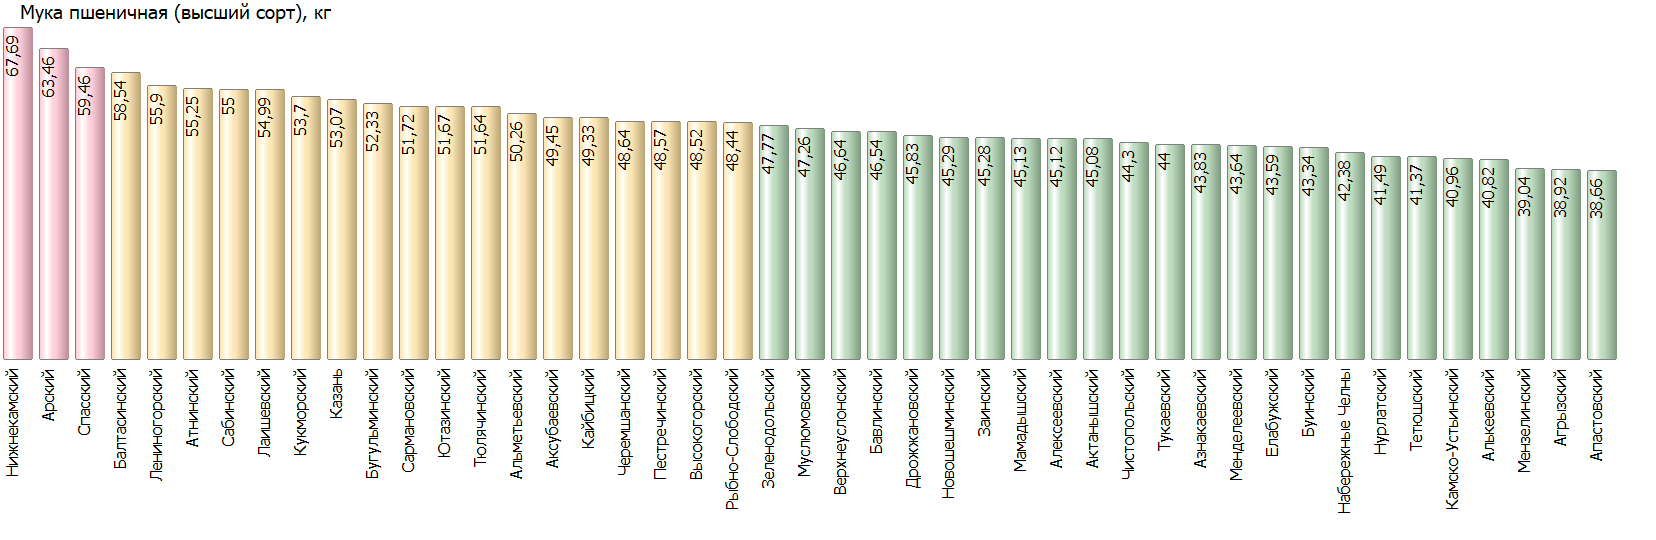 Мука пшеничная (высший сорт), кг
67,69
63,46
59,46
58,54
55,9
55,25
55
54,99
53,7
53,07
52,33
51,72
51,67
51,64
50,26
49,45
49,33
48,64
48,57
48,52
48,44
47,77
47,26
46,64
46,54
45,83
45,29
45,28
45,13
45,12
45,08
44,3
44
43,83
43,64
43,59
43,34
42,38
41,49
41,37
40,96
40,82
39,04
38,92
38,66
Нижнекамский
Арский
Спасский
Балтасинский
Лениногорский
Атнинский
Сабинский
Лаишевский
Кукморский
Казань
Бугульминский
Сармановский
Ютазинский
Тюлячинский
Альметьевский
Аксубаевский
Кайбицкий
Черемшанский
Пестречинский
Высокогорский
Рыбно-Слободский
Зеленодольский
Муслюмовский
Верхнеуслонский
Бавлинский
Дрожжановский
Новошешминский
Заинский
Мамадышский
Алексеевский
Актанышский
Чистопольский
Тукаевский
Азнакаевский
Менделеевский
Елабужский
Буинский
Набережные Челны
Нурлатский
Тетюшский
Камско-Устьинский
Алькеевский
Мензелинский
Агрызский
Апастовский